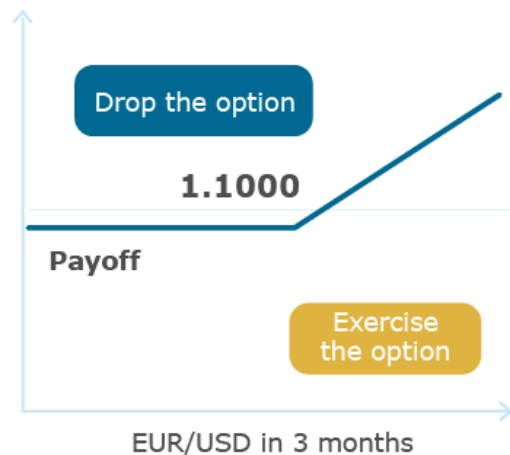 Drop the option
1.1000
Payoff
Exercise
the option
EUR/USD in 3 months